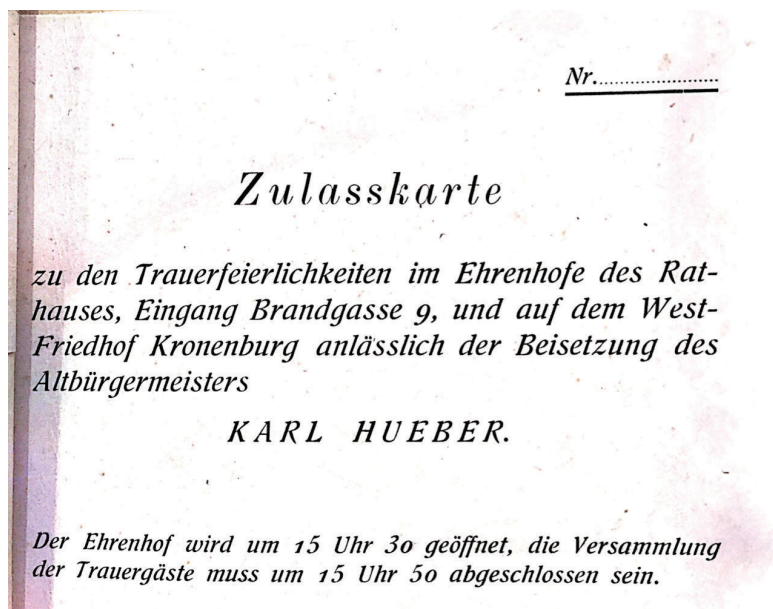 Nr.......................
Zulasskarte
zu den Trauerfeierlichkeiten im Ehrenhofe des Rat-
hauses, Eingang Brandgasse 9, und auf dem West-
Friedhof Kronenburg anlässlich der Beisetzung des
Altbürgermeisters
KARL HUEBER.
Der Ehrenhof wird um 15 Uhr 30 geöffnet, die Versammlung
der Trauergäste muss um 15 Uhr 50 abgeschlossen sein.